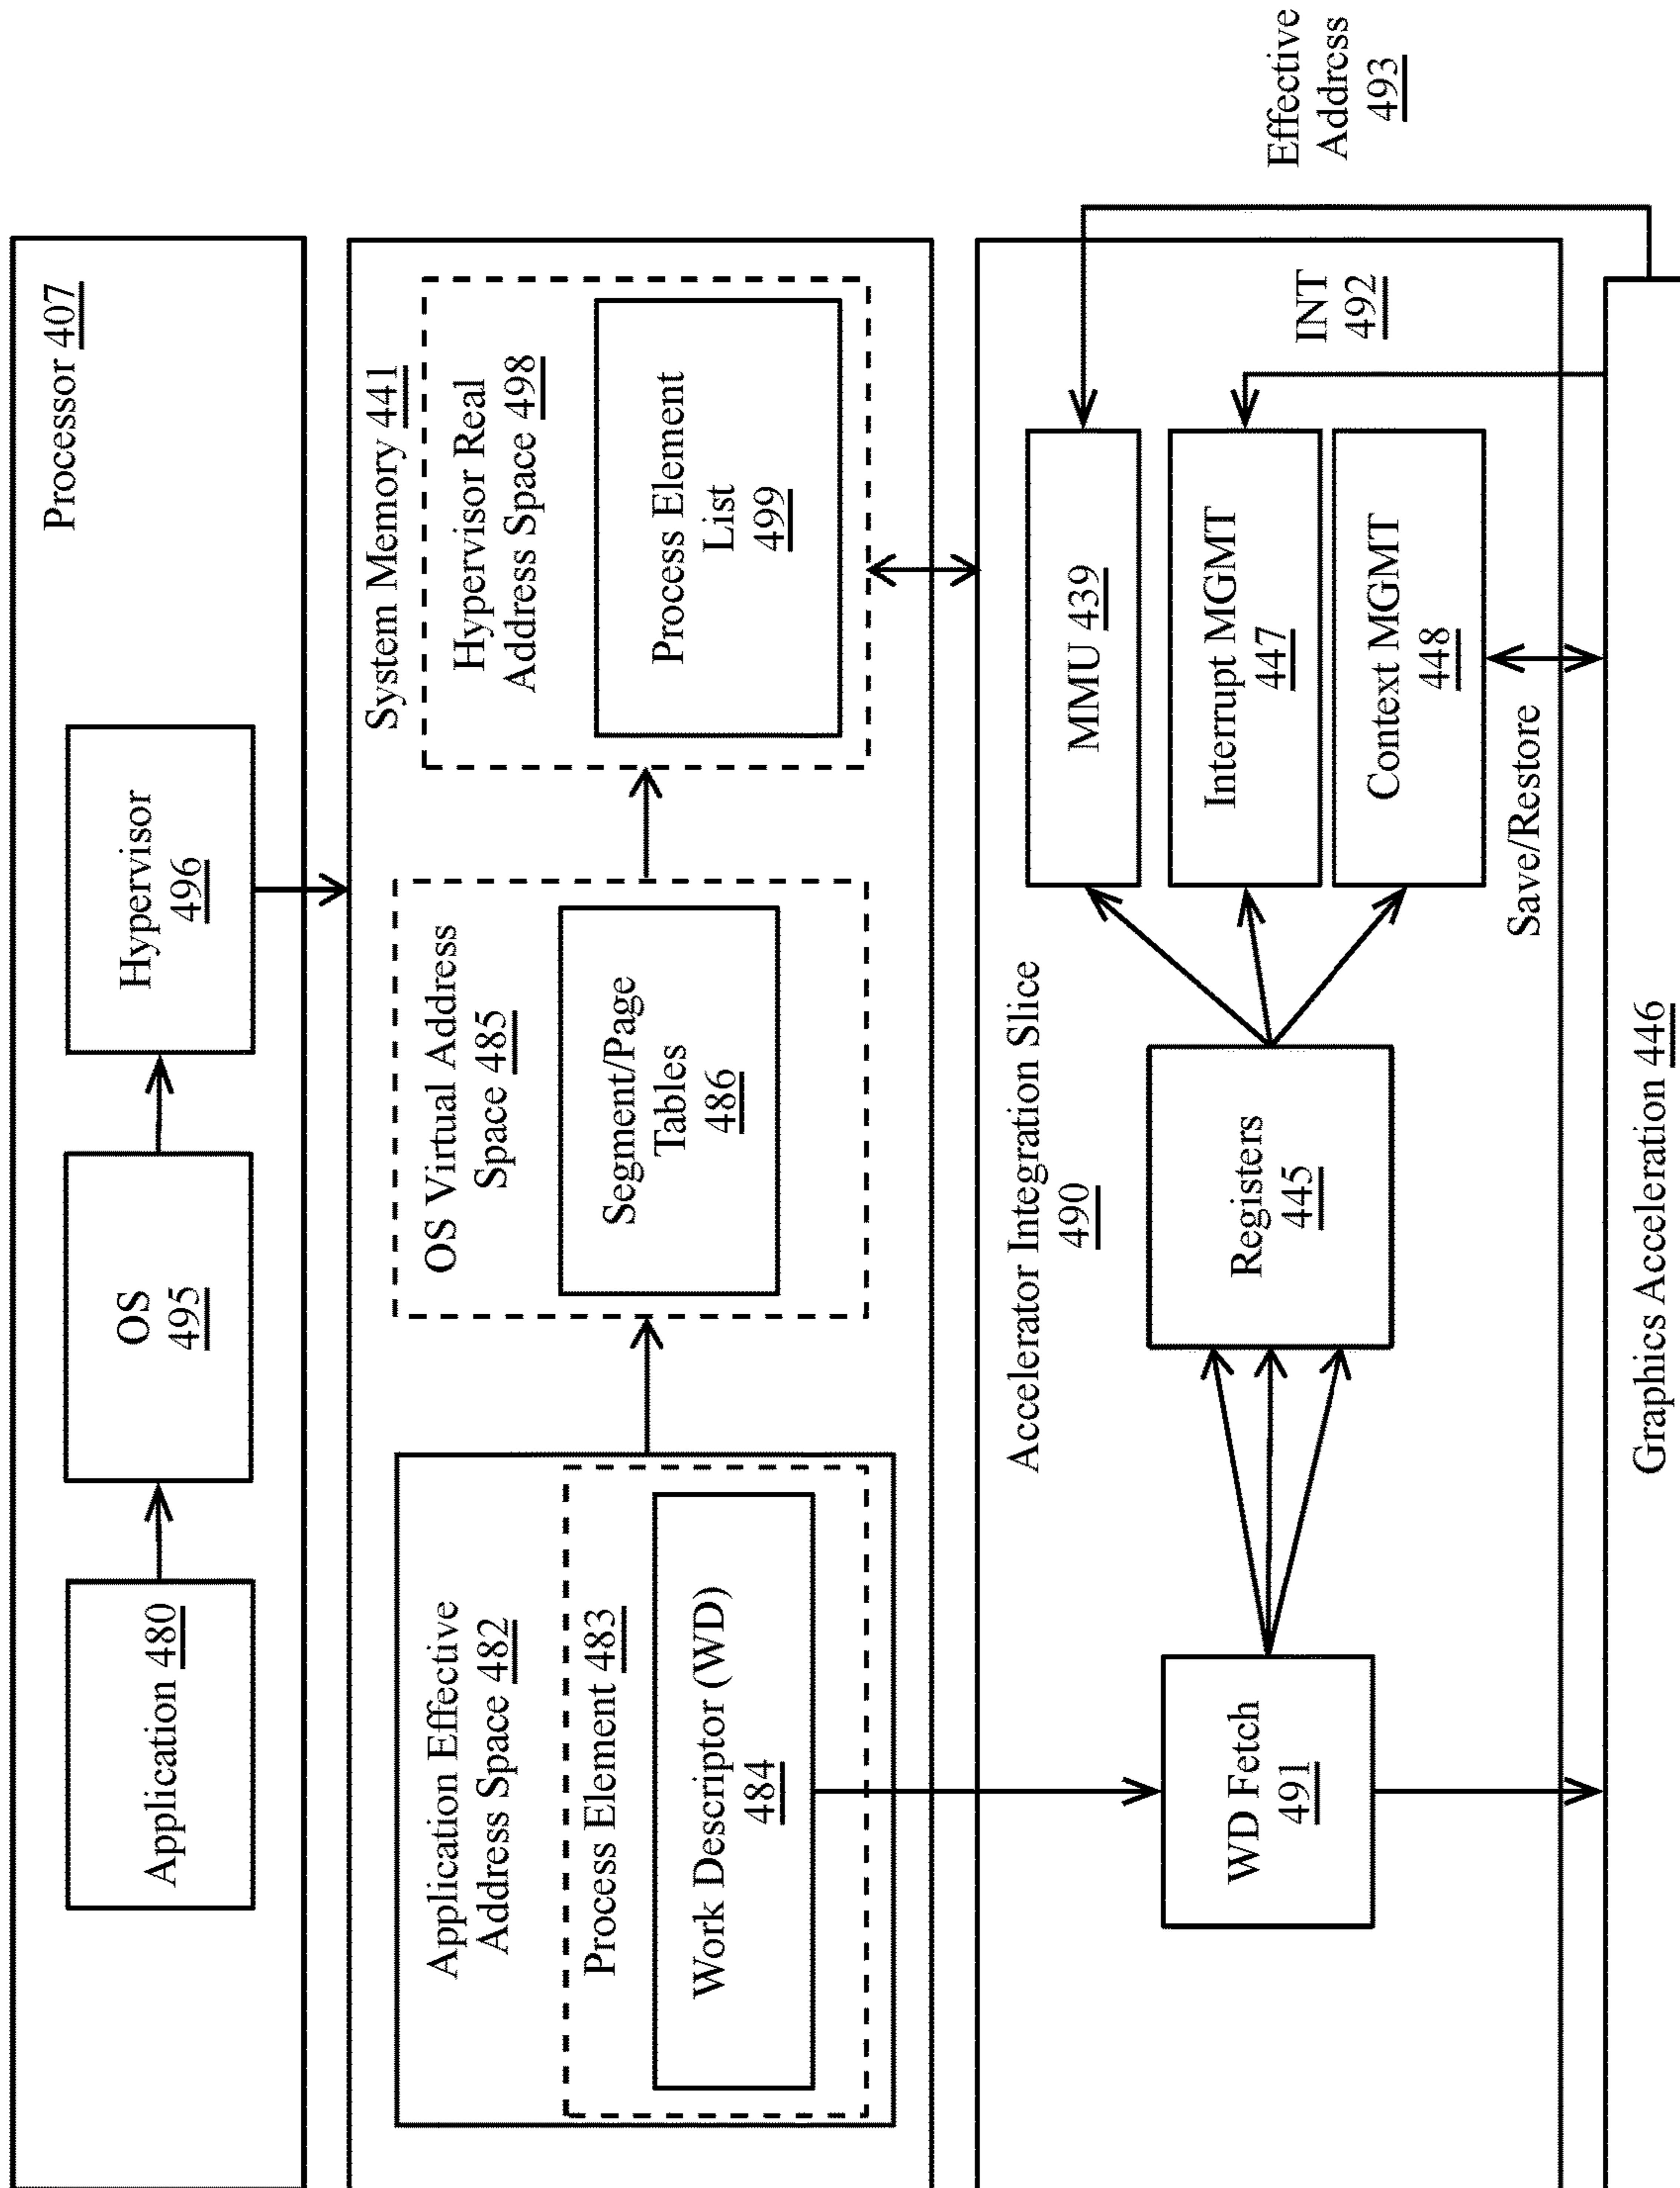 Processor 407
Application 480
OS
495
Hypervisor
496
System Memory 441
Application Effective
Address Space 482
Process Element 483
Work Descriptor (WD)
484
OS Virtual Address
Space 485
Segment/Page
Tables
486
Hypervisor Real
Address Space 498
Process Element
List
499
Accelerator Integration Slice
490
WD Fetch
491
Registers
445
MMU 439
Interrupt MGMT
447
Context MGMT
448
INT
492
Effective
Address
493
Save/Restore
Graphics Acceleration 446